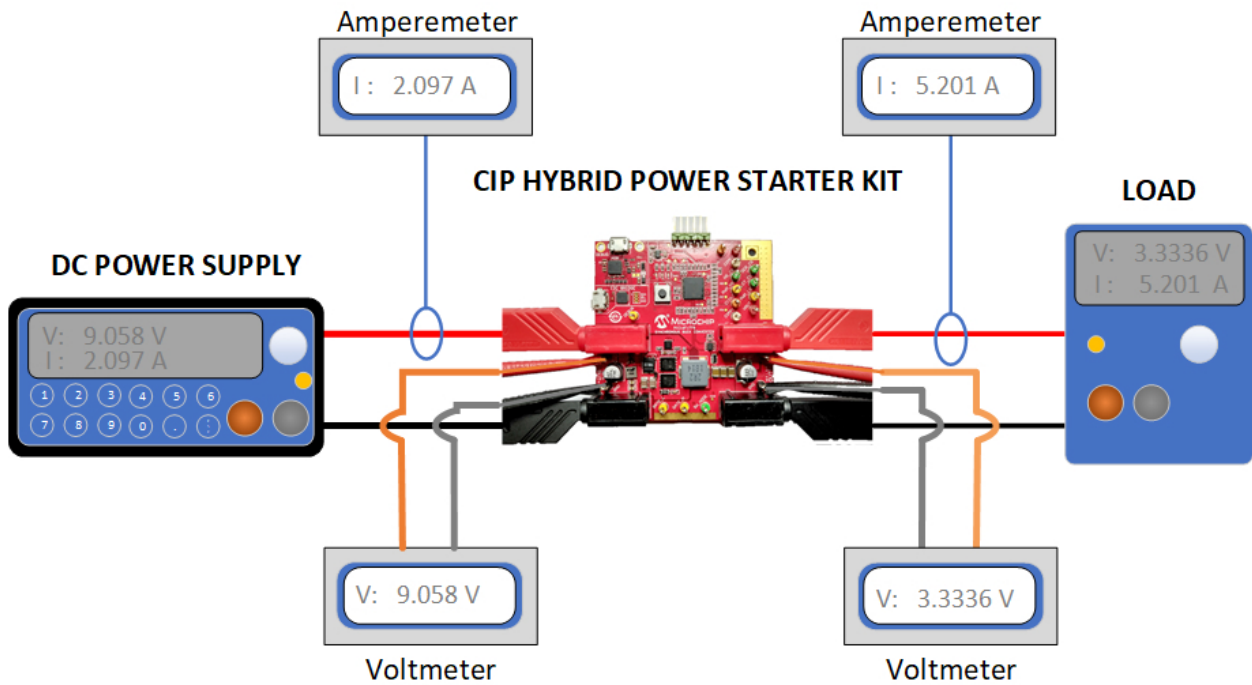 Amperemeter
I : 2.097 A
Amperemeter
I : 5.201 A
CIP HYBRID POWER STARTER KIT
LOAD
V: 3.3336 V
I : 5.201 A
DC POWER SUPPLY
V: 9.058 V
I : 2.097 A
1 2 3 4 5 6
7 8 9 0 . :
MICROCHIP
V: 9.058 V
Voltmeter
V: 3.3336 V
Voltmeter